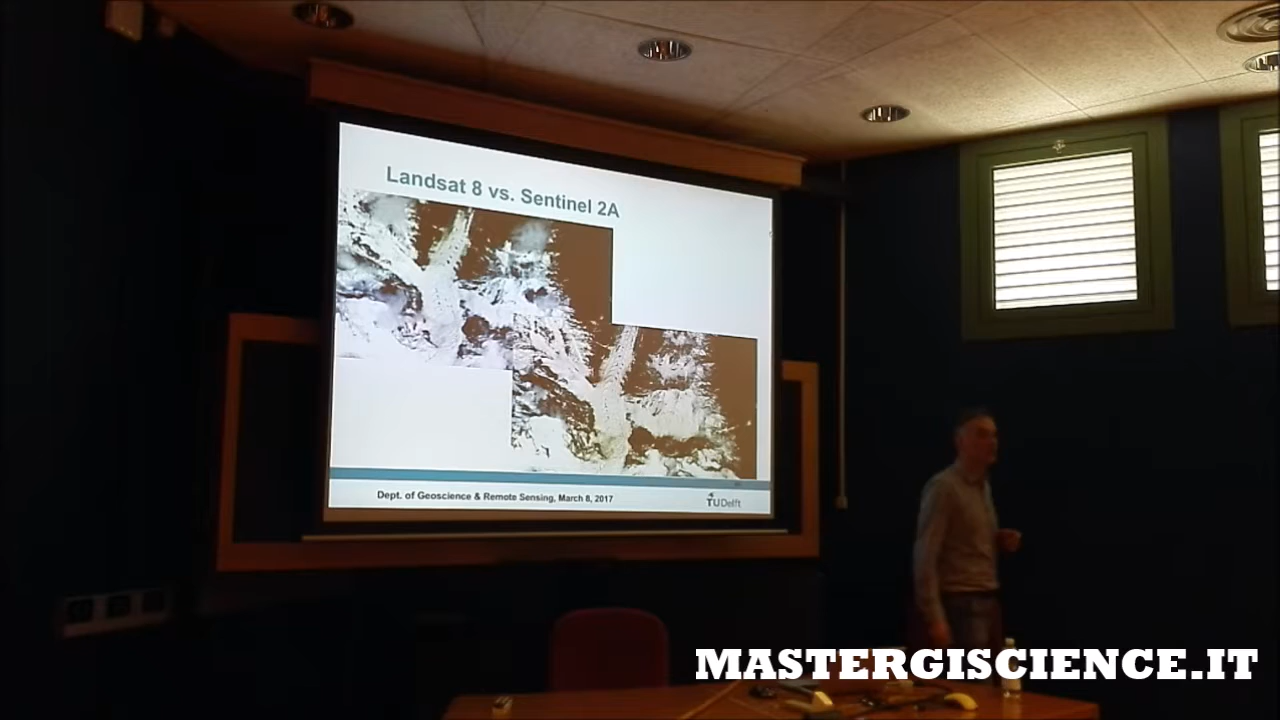 Landsat 8 vs. Sentinel 2A
Dept. of Geoscience & Remote Sensing, March 8, 2017
TUDelft
MASTERGISCIENCE.IT